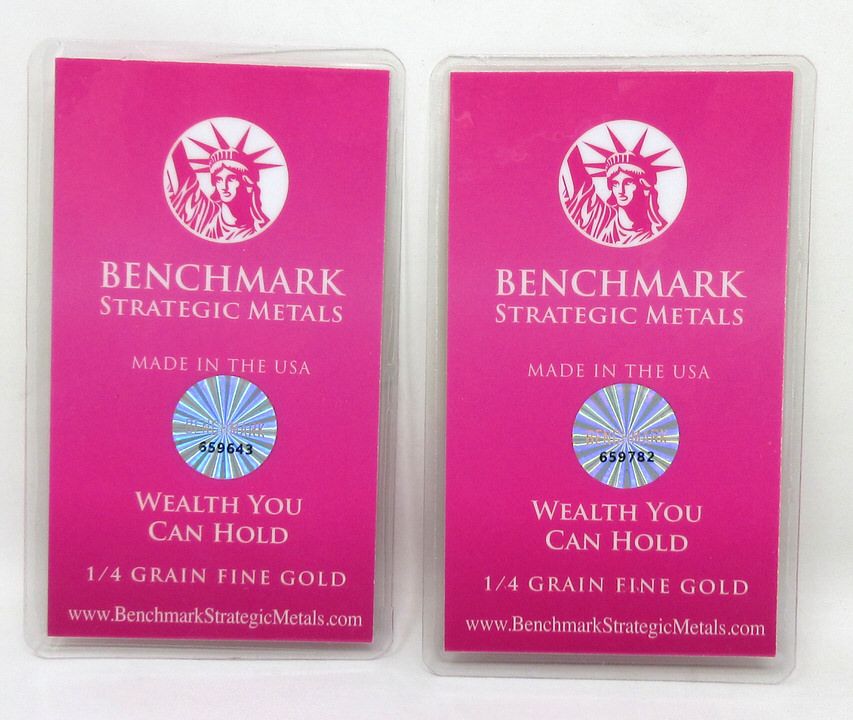 BENCHMARK
STRATEGIC METALS
MADE IN THE USA
BENCHMARK
659643
WEALTH YOU
CAN HOLD
1/4 GRAIN FINE GOLD
www.BenchmarkStrategicMetals.com
BENCHMARK
STRATEGIC METALS
MADE IN THE USA
BENCHMARK
659782
WEALTH YOU
CAN HOLD
1/4 GRAIN FINE GOLD
www.BenchmarkStrategicMetals.com